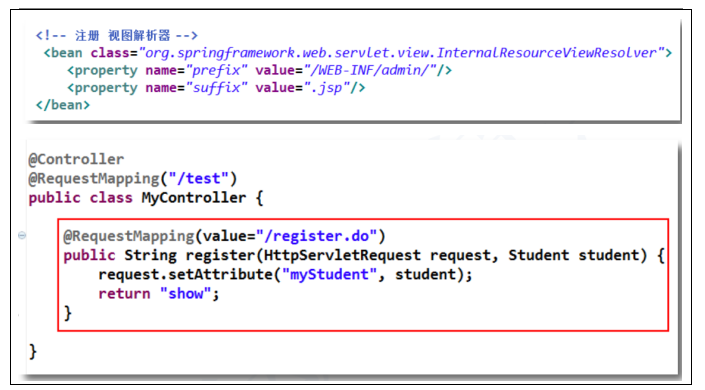 <!-- 注册 视图解析器 -->
<bean class="org.springframework.web.servlet.view.InternalResourceViewResolver">
<property name="prefix" value="/WEB-INF/admin/"/>
<property name="suffix" value=".jsp"/>
</bean>
@Controller
@RequestMapping("/test")
public class MyController {
@RequestMapping(value="/register.do")
public String register(HttpServletRequest request, Student student) {
request.setAttribute("myStudent", student);
return "show";
}
}